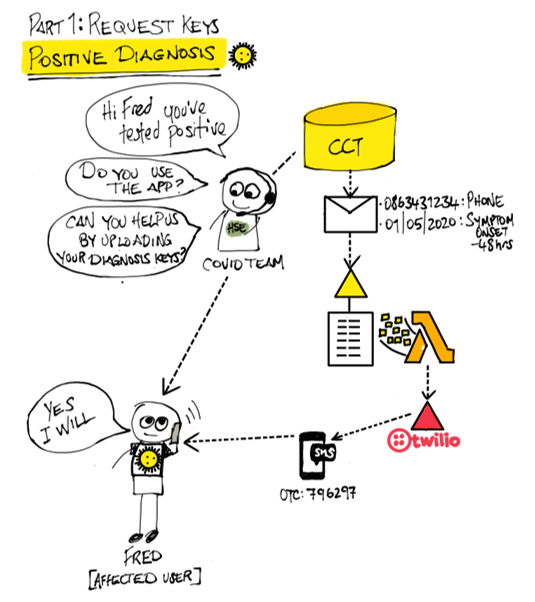 PART 1: REQUEST KEYS
POSITIVE DIAGNOSIS
Hi Fred you've
tested positive
DO YOU USE
THE APP?
CAN YOU HELP US
BY UPLOADING
YOUR DIAGNOSIS KEYS?
HSE
COVID TEAM
CCT
· 0863431234 : PHONE
· 01/05/2020 : SYMPTOM
ONSET
-48hrs
twilio
SMS
OTC: 796297
YES
I WILL
FRED
[AFFECTED USER]